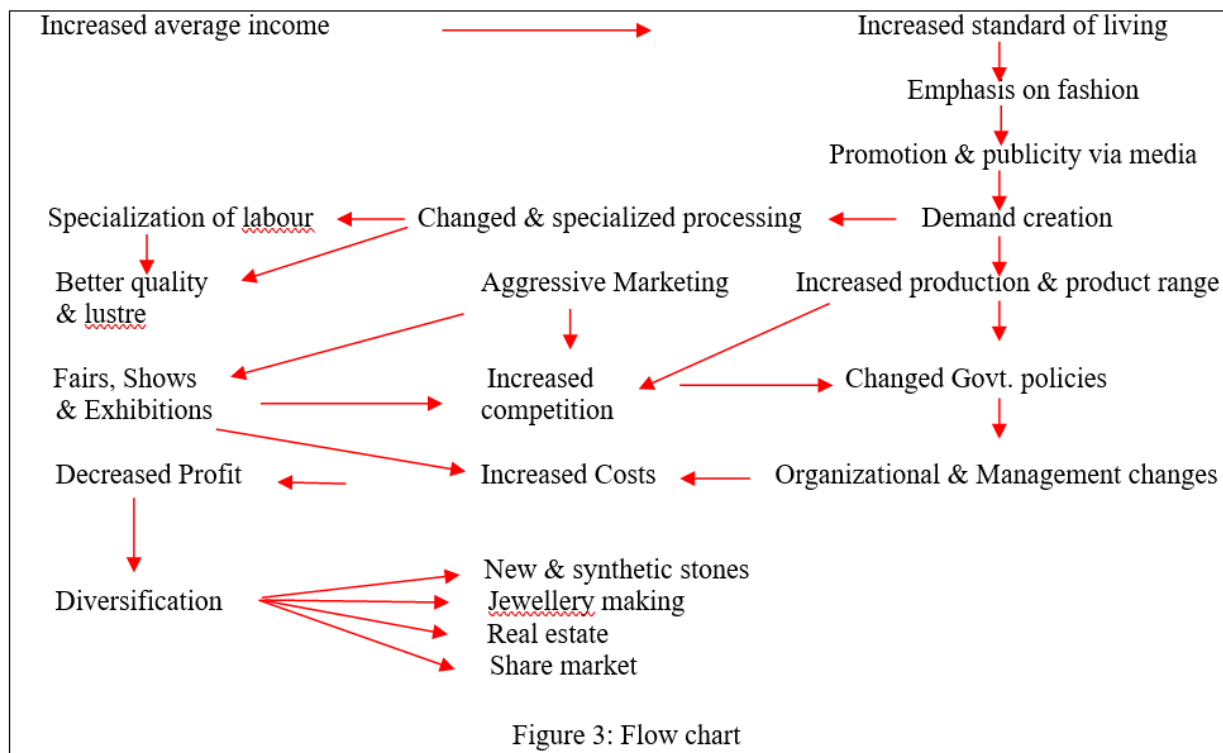 Increased average income
Increased standard of living
Emphasis on fashion
Promotion & publicity via media
Specialization of labour
Changed & specialized processing
Demand creation
Better quality
& lustre
Aggressive Marketing
Increased production & product range
Fairs, Shows
& Exhibitions
Increased
competition
Changed Govt. policies
Decreased Profit
Increased Costs
Organizational & Management changes
Diversification
New & synthetic stones
Jewellery making
Real estate
Share market
Figure 3: Flow chart